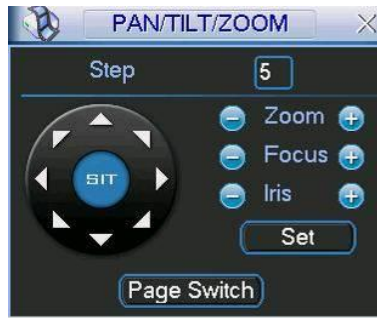 PAN/TILT/ZOOM
Step 5
Zoom
Focus
SIT
Iris
Set
Page Switch